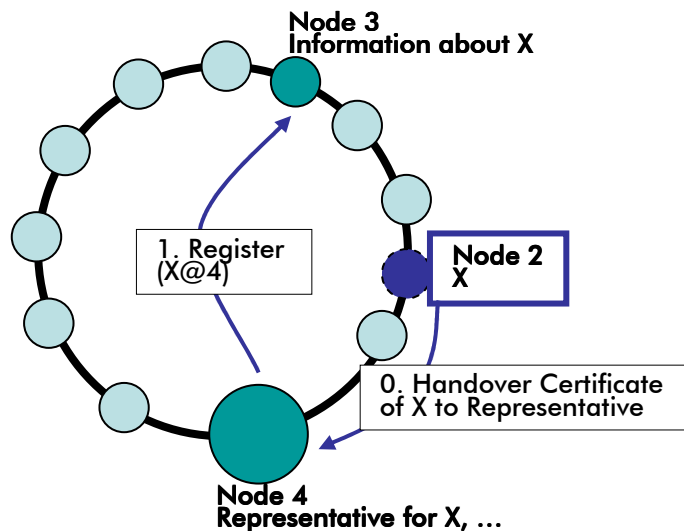 Node 3
Information about X
1. Register
(X@4)
Node 2
X
0. Handover Certificate
of X to Representative
Node 4
Representative for X, ...